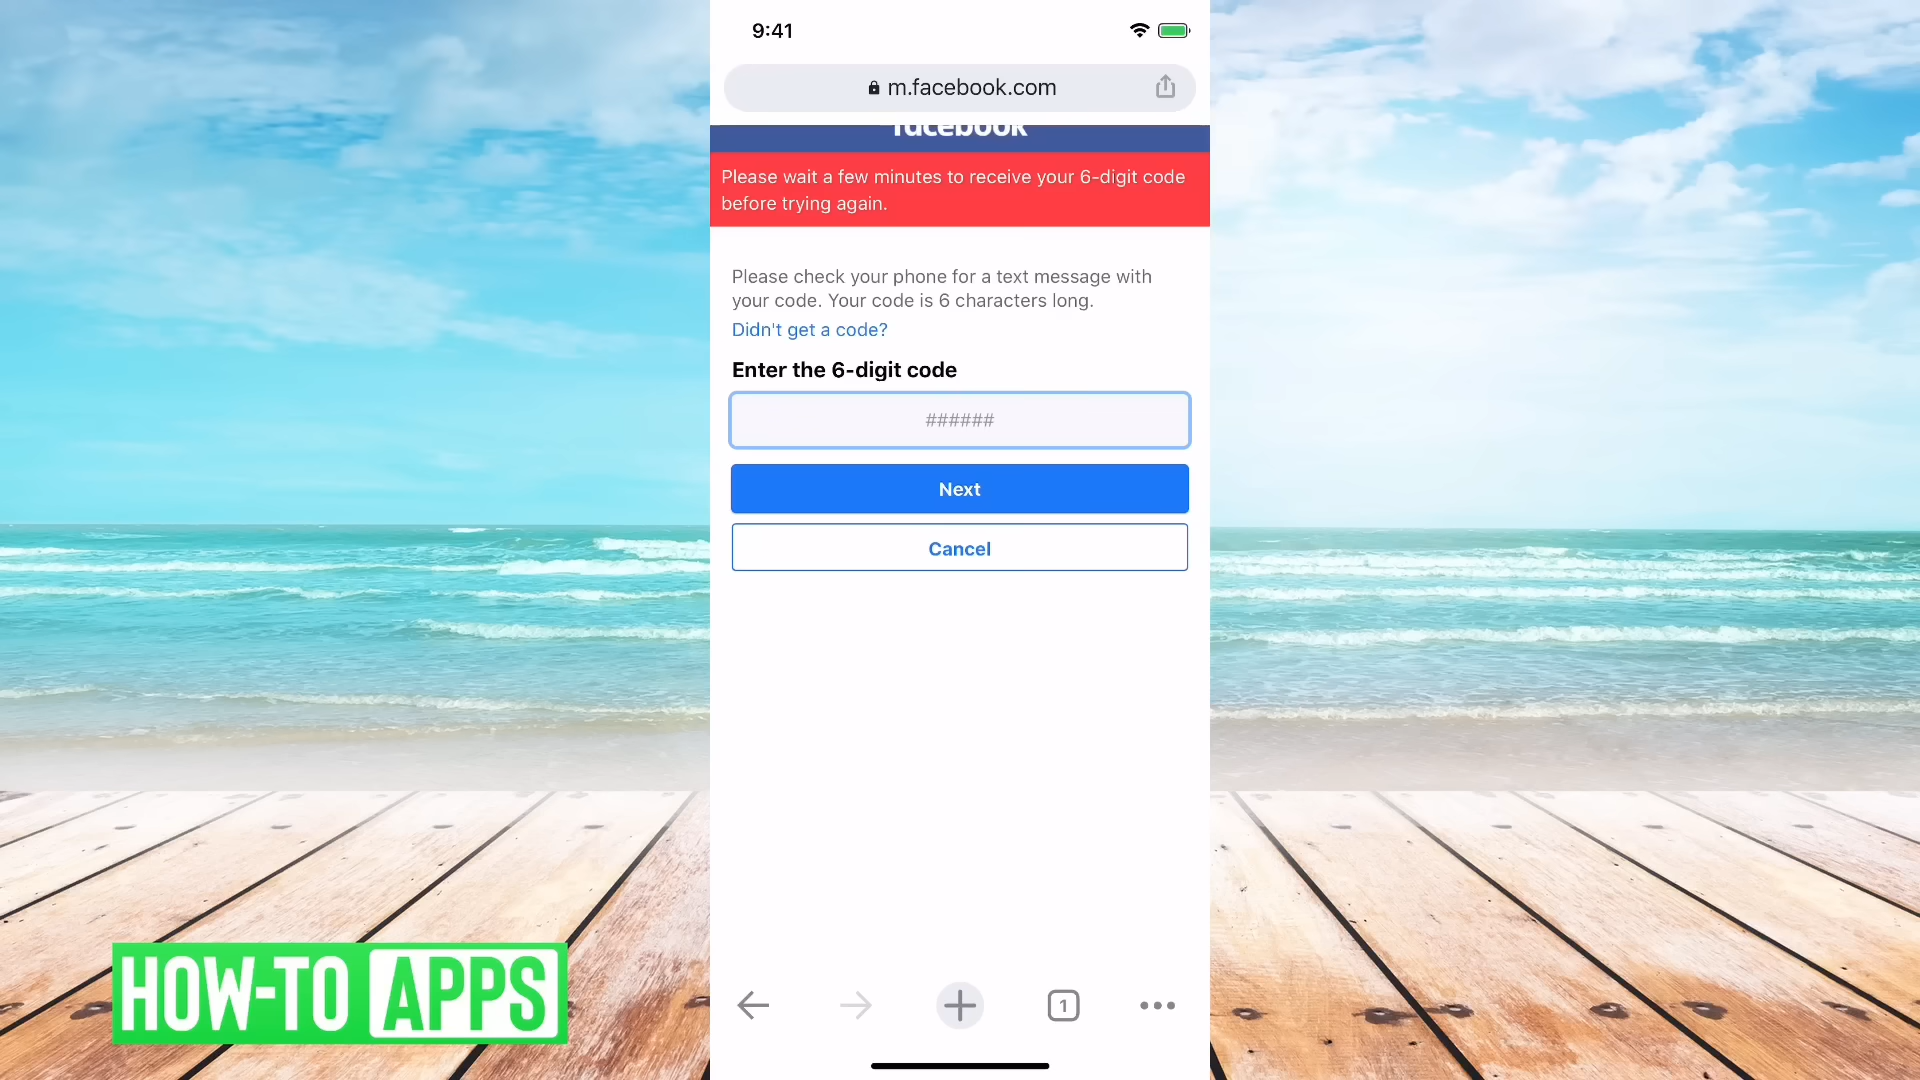 9:41
m.facebook.com
facebook
Please wait a few minutes to receive your 6-digit code
before trying again.
Please check your phone for a text message with
your code. Your code is 6 characters long.
Didn't get a code?
Enter the 6-digit code
######
Next
Cancel
1
HOW-TO APPS